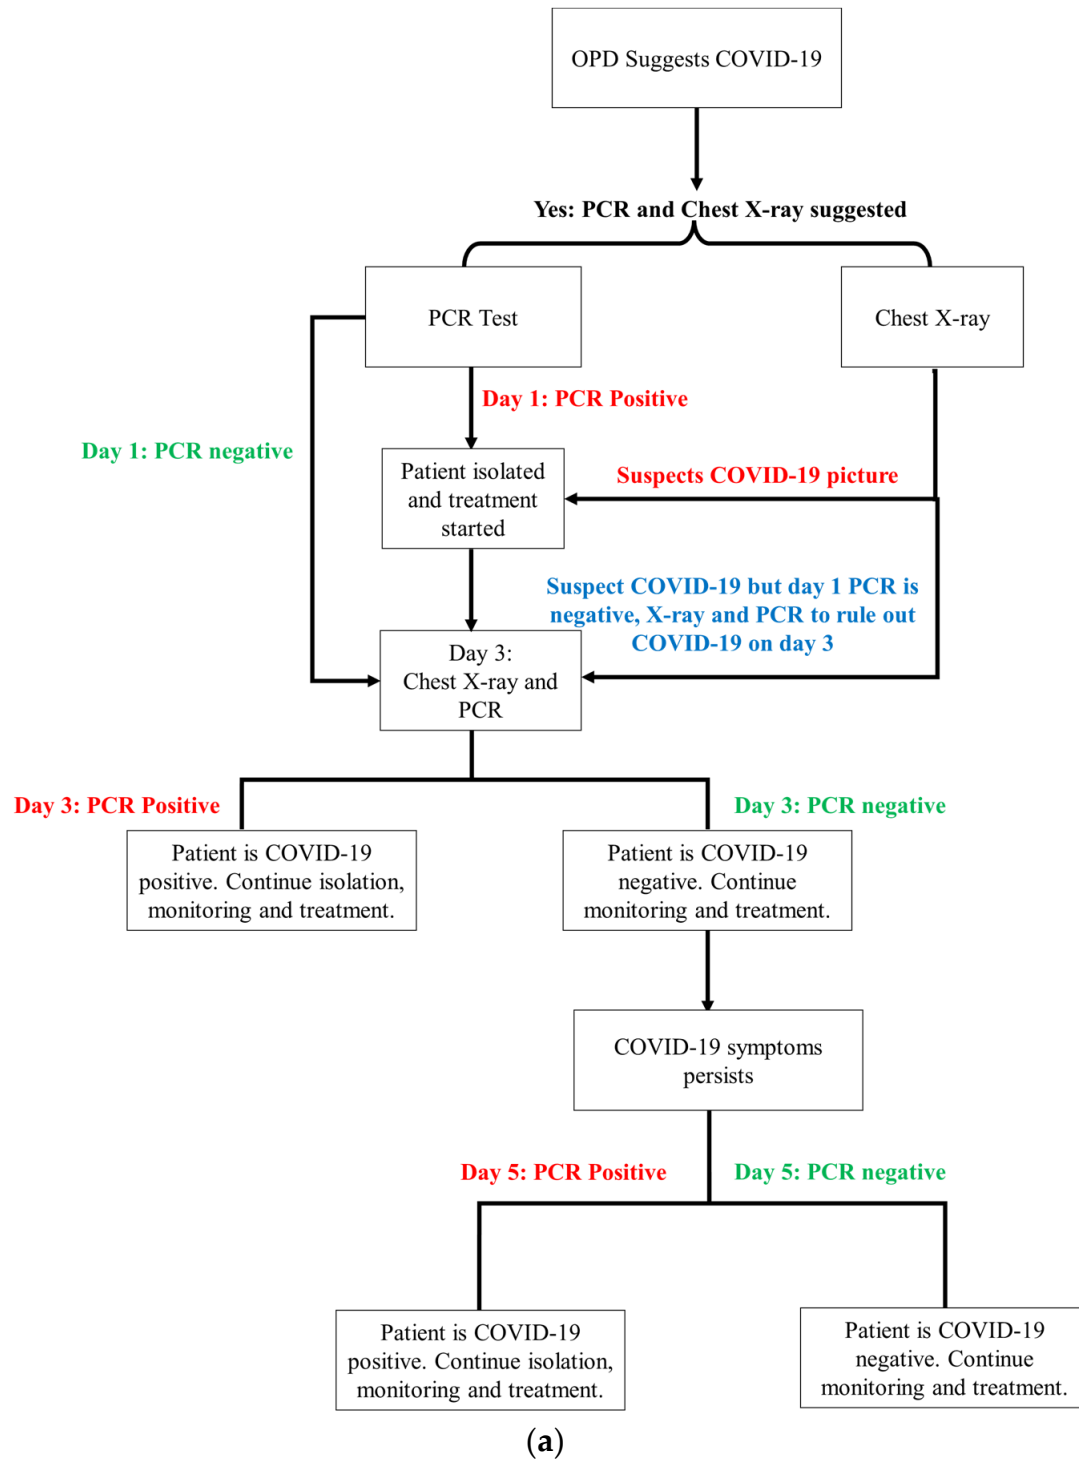 OPD Suggests COVID-19
Yes: PCR and Chest X-ray suggested
PCR Test
Chest X-ray
Day 1: PCR Positive
Day 1: PCR negative
Patient isolated
and treatment
started
Suspects COVID-19 picture
Suspect COVID-19 but day 1 PCR is
negative, X-ray and PCR to rule out
COVID-19 on day 3
Day 3:
Chest X-ray and
PCR
Day 3: PCR Positive
Day 3: PCR negative
Patient is COVID-19
positive. Continue isolation,
monitoring and treatment.
Patient is COVID-19
negative. Continue
monitoring and treatment.
COVID-19 symptoms
persists
Day 5: PCR Positive
Day 5: PCR negative
Patient is COVID-19
positive. Continue isolation,
monitoring and treatment.
Patient is COVID-19
negative. Continue
monitoring and treatment.
(a)